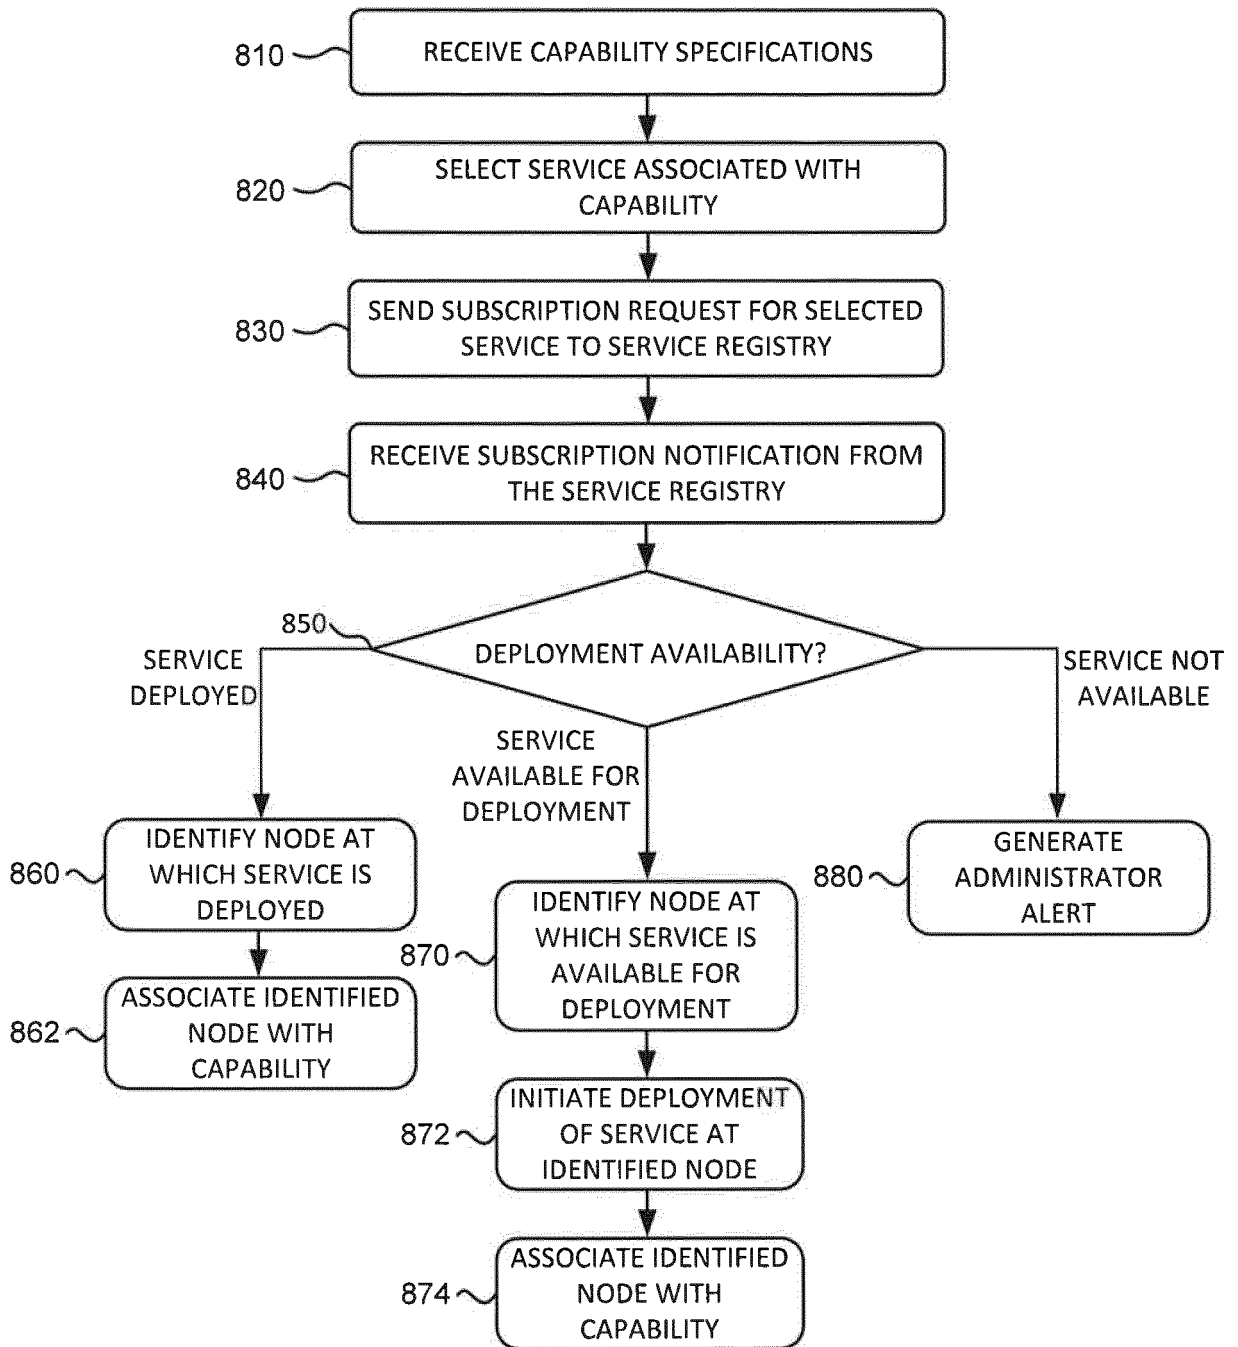 810
RECEIVE CAPABILITY SPECIFICATIONS
820
SELECT SERVICE ASSOCIATED WITH
CAPABILITY
830
SEND SUBSCRIPTION REQUEST FOR SELECTED
SERVICE TO SERVICE REGISTRY
840
RECEIVE SUBSCRIPTION NOTIFICATION FROM
THE SERVICE REGISTRY
850
DEPLOYMENT AVAILABILITY?
SERVICE
DEPLOYED
SERVICE
AVAILABLE FOR
DEPLOYMENT
SERVICE NOT
AVAILABLE
860
IDENTIFY NODE AT
WHICH SERVICE IS
DEPLOYED
862
ASSOCIATE IDENTIFIED
NODE WITH
CAPABILITY
870
IDENTIFY NODE AT
WHICH SERVICE IS
AVAILABLE FOR
DEPLOYMENT
872
INITIATE DEPLOYMENT
OF SERVICE AT
IDENTIFIED NODE
874
ASSOCIATE IDENTIFIED
NODE WITH
CAPABILITY
880
GENERATE
ADMINISTRATOR
ALERT